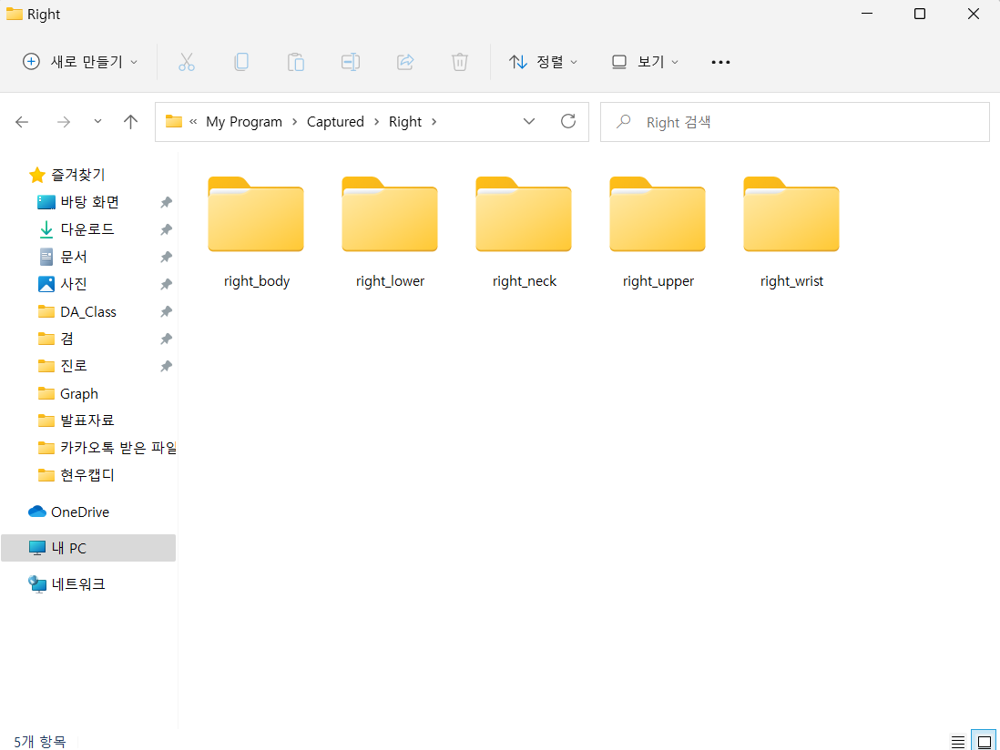 Right
새로 만들기 정렬 보기
« My Program > Captured > Right > Right 검색
즐겨찾기
바탕 화면
다운로드
문서
사진
DA_Class
겸
진로
Graph
발표자료
카카오톡 받은 파일
현우캡디
OneDrive
내 PC
네트워크
right_body right_lower right_neck right_upper right_wrist
5개 항목